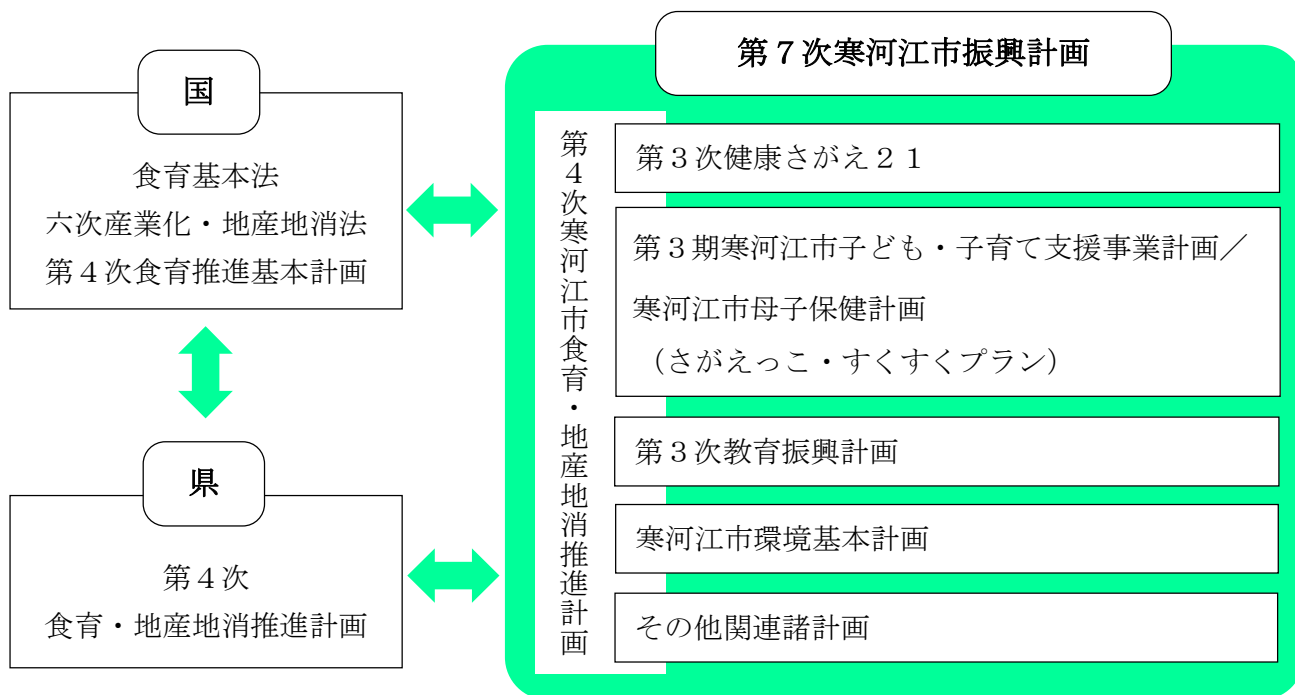 国
食育基本法
六次産業化・地産地消法
第４次食育推進基本計画
県
第４次
食育・地産地消推進計画
第７次寒河江市振興計画
第４次寒河江市食育・地産地消推進計画
第３次健康さがえ２１
第３期寒河江市子ども・子育て支援事業計画／
寒河江市母子保健計画
（さがえっこ・すくすくプラン）
第３次教育振興計画
寒河江市環境基本計画
その他関連諸計画